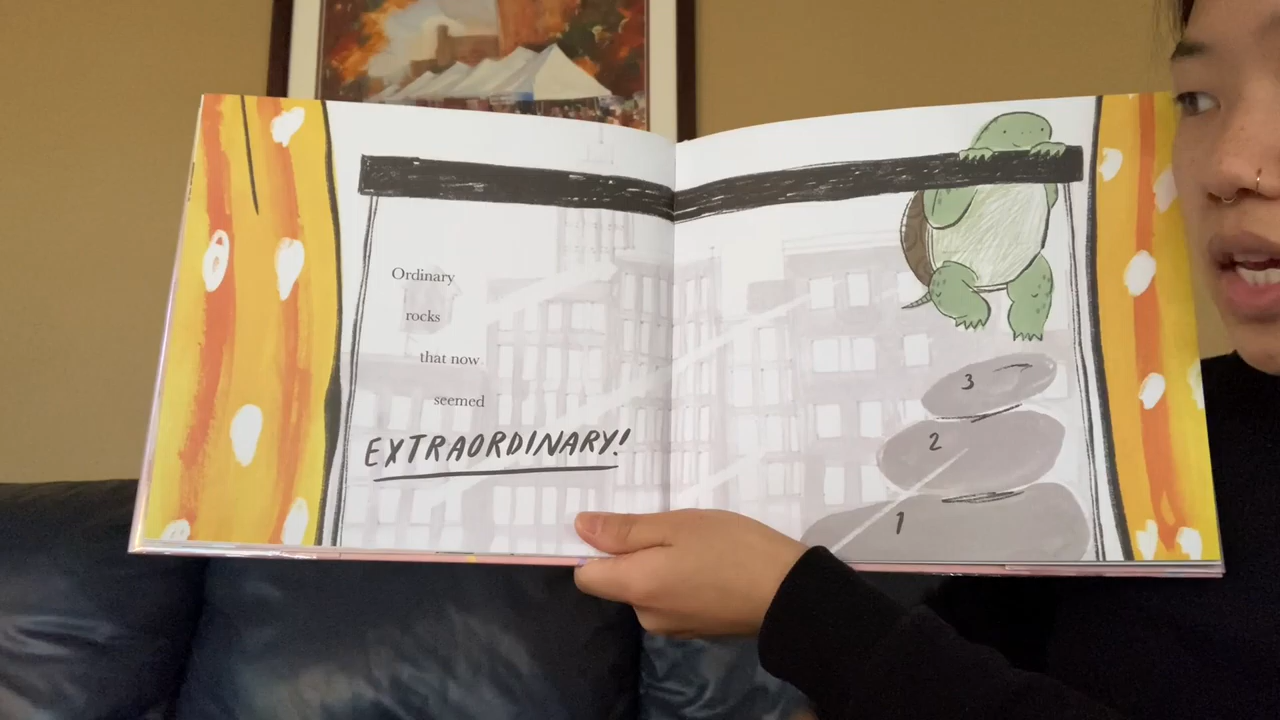 Ordinary
rocks
that now
seemed
EXTRAORDINARY!
3
2
1